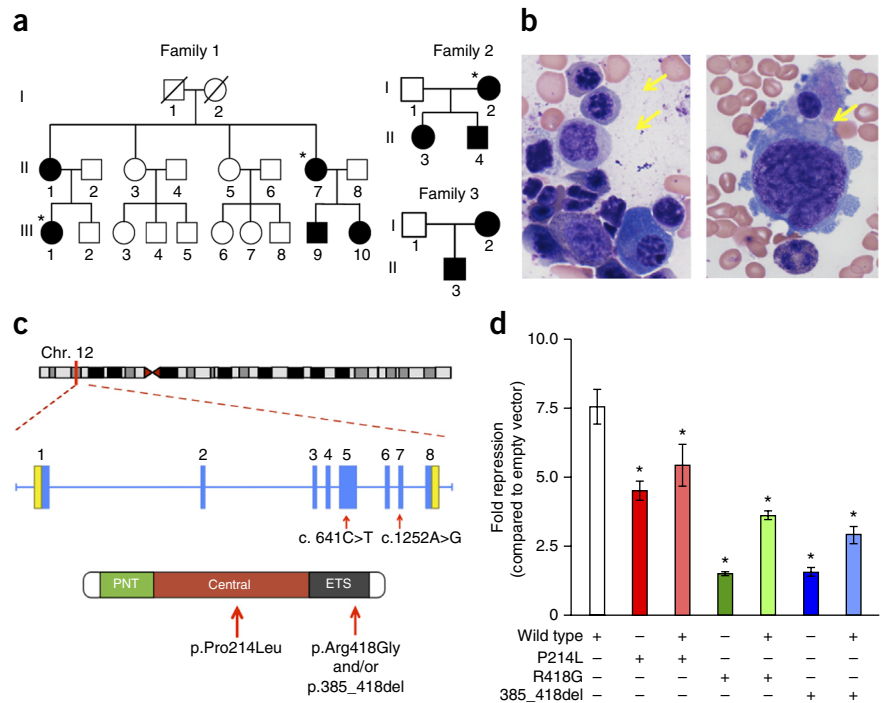 a
Family 1
I
1 2
II
* *
1 2 3 4 5 6 7 8
III
*
1 2 3 4 5 6 7 8 9 10
Family 2
I
*
1 2
II
3 4
Family 3
I
1 2
II
3
b
c
Chr. 12
1 2 3 4 5 6 7 8
c. 641C>T c.1252A>G
PNT Central ETS
p.Pro214Leu p.Arg418Gly
and/or
p.385_418del
d
Fold repression
(compared to empty vector)
10.0
7.5
5.0
2.5
0
* * * * * *
Wild type + – + – + – +
P214L – + + – – – –
R418G – – – + + – –
385_418del – – – – – + +